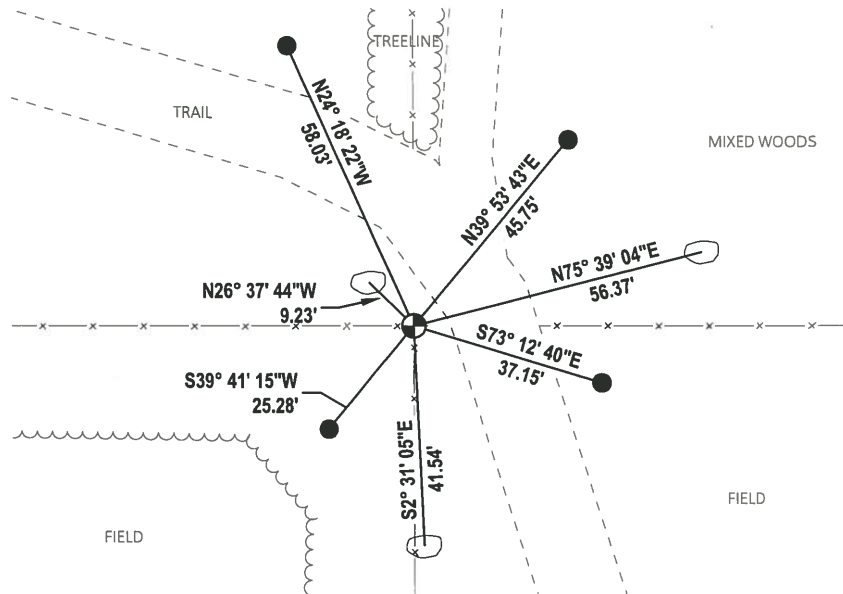 TREELINE
TRAIL
MIXED WOODS
N24° 18' 22"W
58.03'
N39° 53' 43"E
45.75'
N75° 39' 04"E
56.37'
N26° 37' 44"W
9.23'
S73° 12' 40"E
37.15'
S39° 41' 15"W
25.28'
S2° 31' 05"E
41.54'
FIELD
FIELD